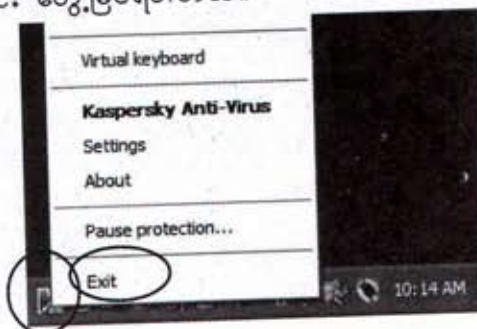 Virtual keyboard
Kaspersky Anti-Virus
Settings
About
Pause protection...
Exit
10:14 AM